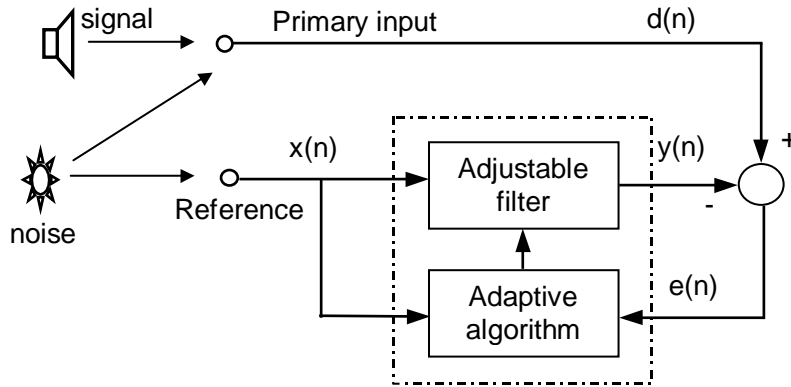 signal
Primary input
d(n)
+
x(n)
Adjustable
filter
y(n)
-
Reference
noise
Adaptive
algorithm
e(n)